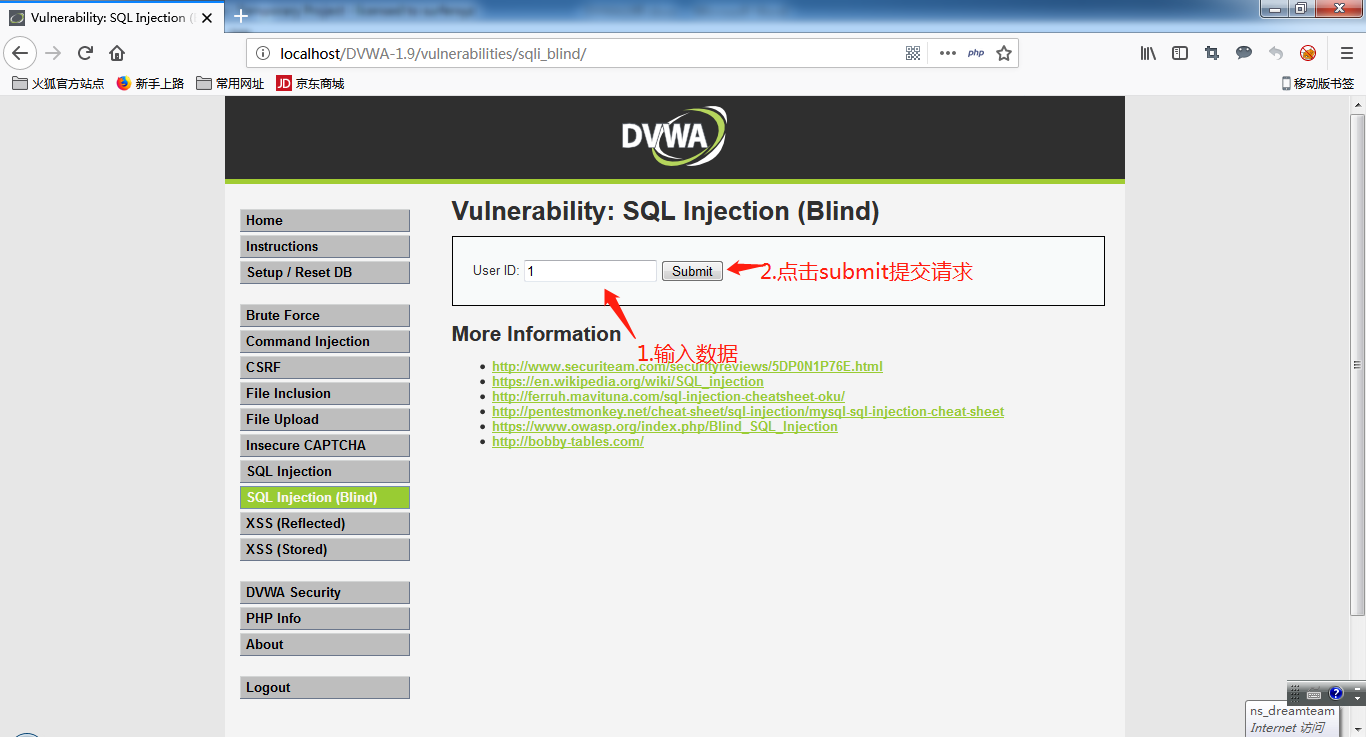 Vulnerability: SQL Injection (
localhost/DVWA-1.9/vulnerabilities/sqli_blind/
php
火狐官方站点 新手上路 常用网址 JD 京东商城 移动版书签
DVWA
Vulnerability: SQL Injection (Blind)
User ID: 1 Submit
2.点击submit提交请求
1.输入数据
More Information
http://www.securiteam.com/securityreviews/5DP0N1P76E.html
https://en.wikipedia.org/wiki/SQL_injection
http://ferruh.mavituna.com/sql-injection-cheatsheet-oku/
http://pentestmonkey.net/cheat-sheet/sql-injection/mysql-sql-injection-cheat-sheet
https://www.owasp.org/index.php/Blind_SQL_Injection
http://bobby-tables.com/
Home
Instructions
Setup / Reset DB
Brute Force
Command Injection
CSRF
File Inclusion
File Upload
Insecure CAPTCHA
SQL Injection
SQL Injection (Blind)
XSS (Reflected)
XSS (Stored)
DVWA Security
PHP Info
About
Logout
ns_dreamteam
Internet 访问